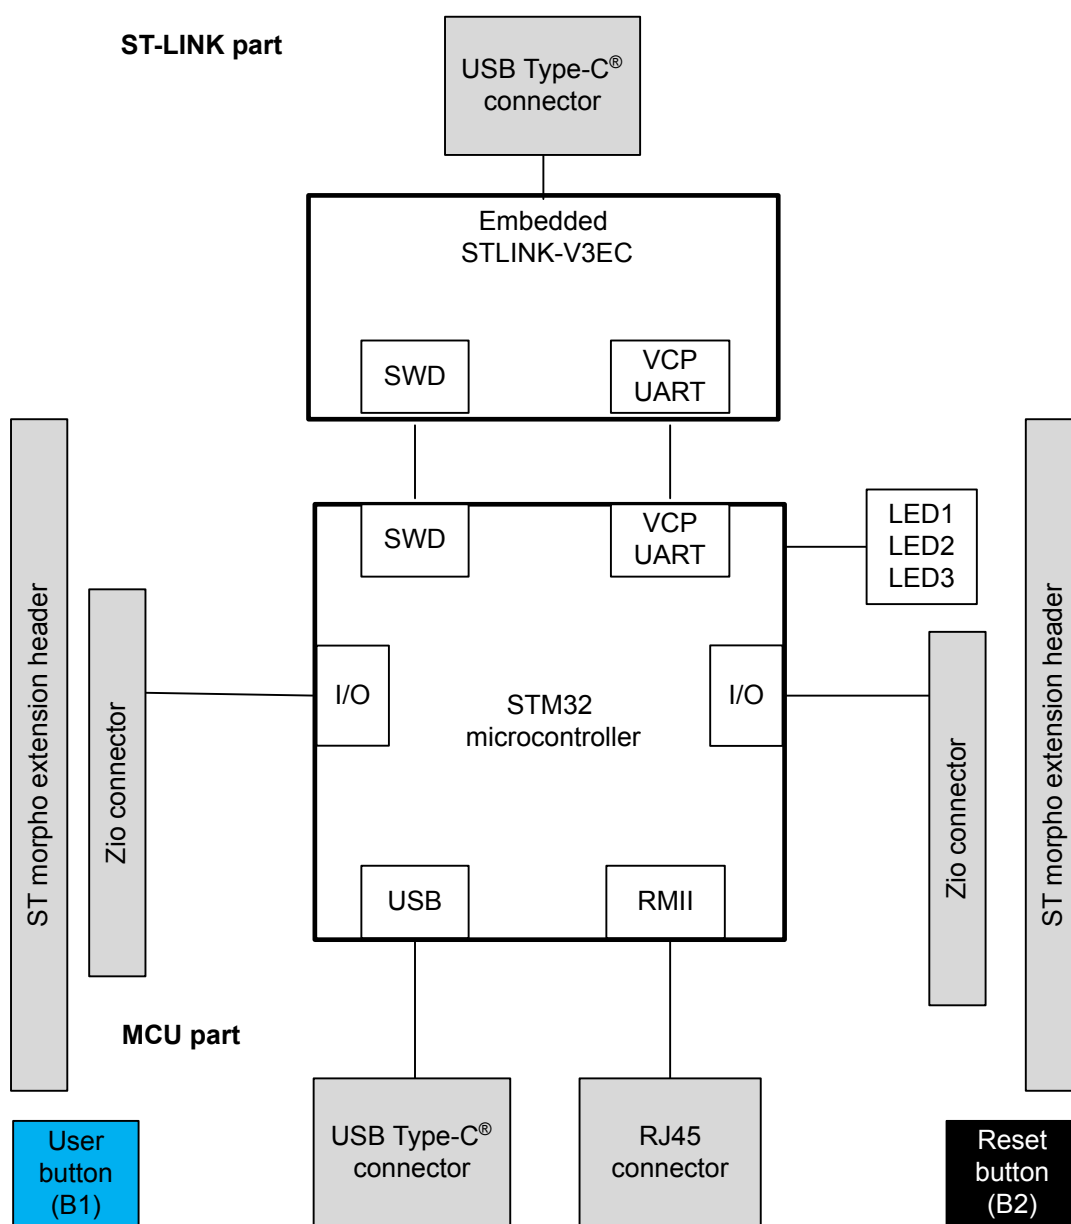 ST-LINK part
USB Type-C®
connector
Embedded
STLINK-V3EC
SWD
VCP
UART
SWD
VCP
UART
LED1
LED2
LED3
ST morpho extension header
Zio connector
I/O
STM32
microcontroller
I/O
Zio connector
ST morpho extension header
USB
RMII
MCU part
User
button
(B1)
USB Type-C®
connector
RJ45
connector
Reset
button
(B2)